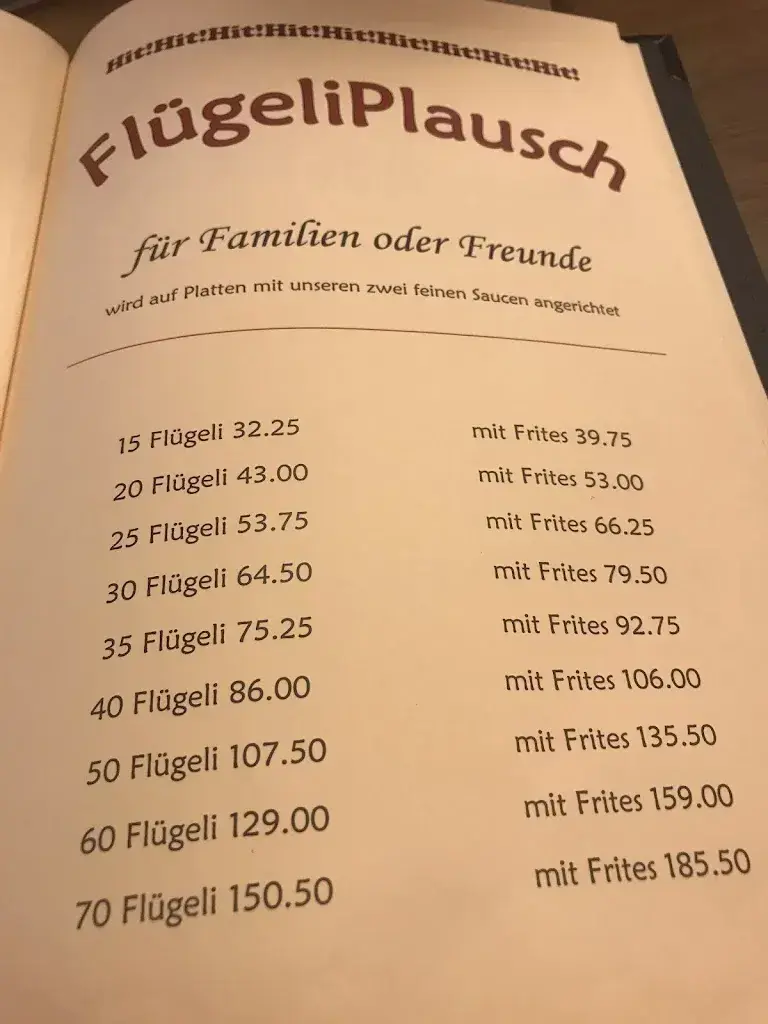 Hit!Hit!Hit!Hit!Hit!Hit!Hit!Hit!Hit!
FlügeliPlausch
für Familien oder Freunde
wird auf Platten mit unseren zwei feinen Saucen angerichtet
15 Flügeli 32.25 mit Frites 39.75
20 Flügeli 43.00 mit Frites 53.00
25 Flügeli 53.75 mit Frites 66.25
30 Flügeli 64.50 mit Frites 79.50
35 Flügeli 75.25 mit Frites 92.75
40 Flügeli 86.00 mit Frites 106.00
50 Flügeli 107.50 mit Frites 135.50
60 Flügeli 129.00 mit Frites 159.00
70 Flügeli 150.50 mit Frites 185.50